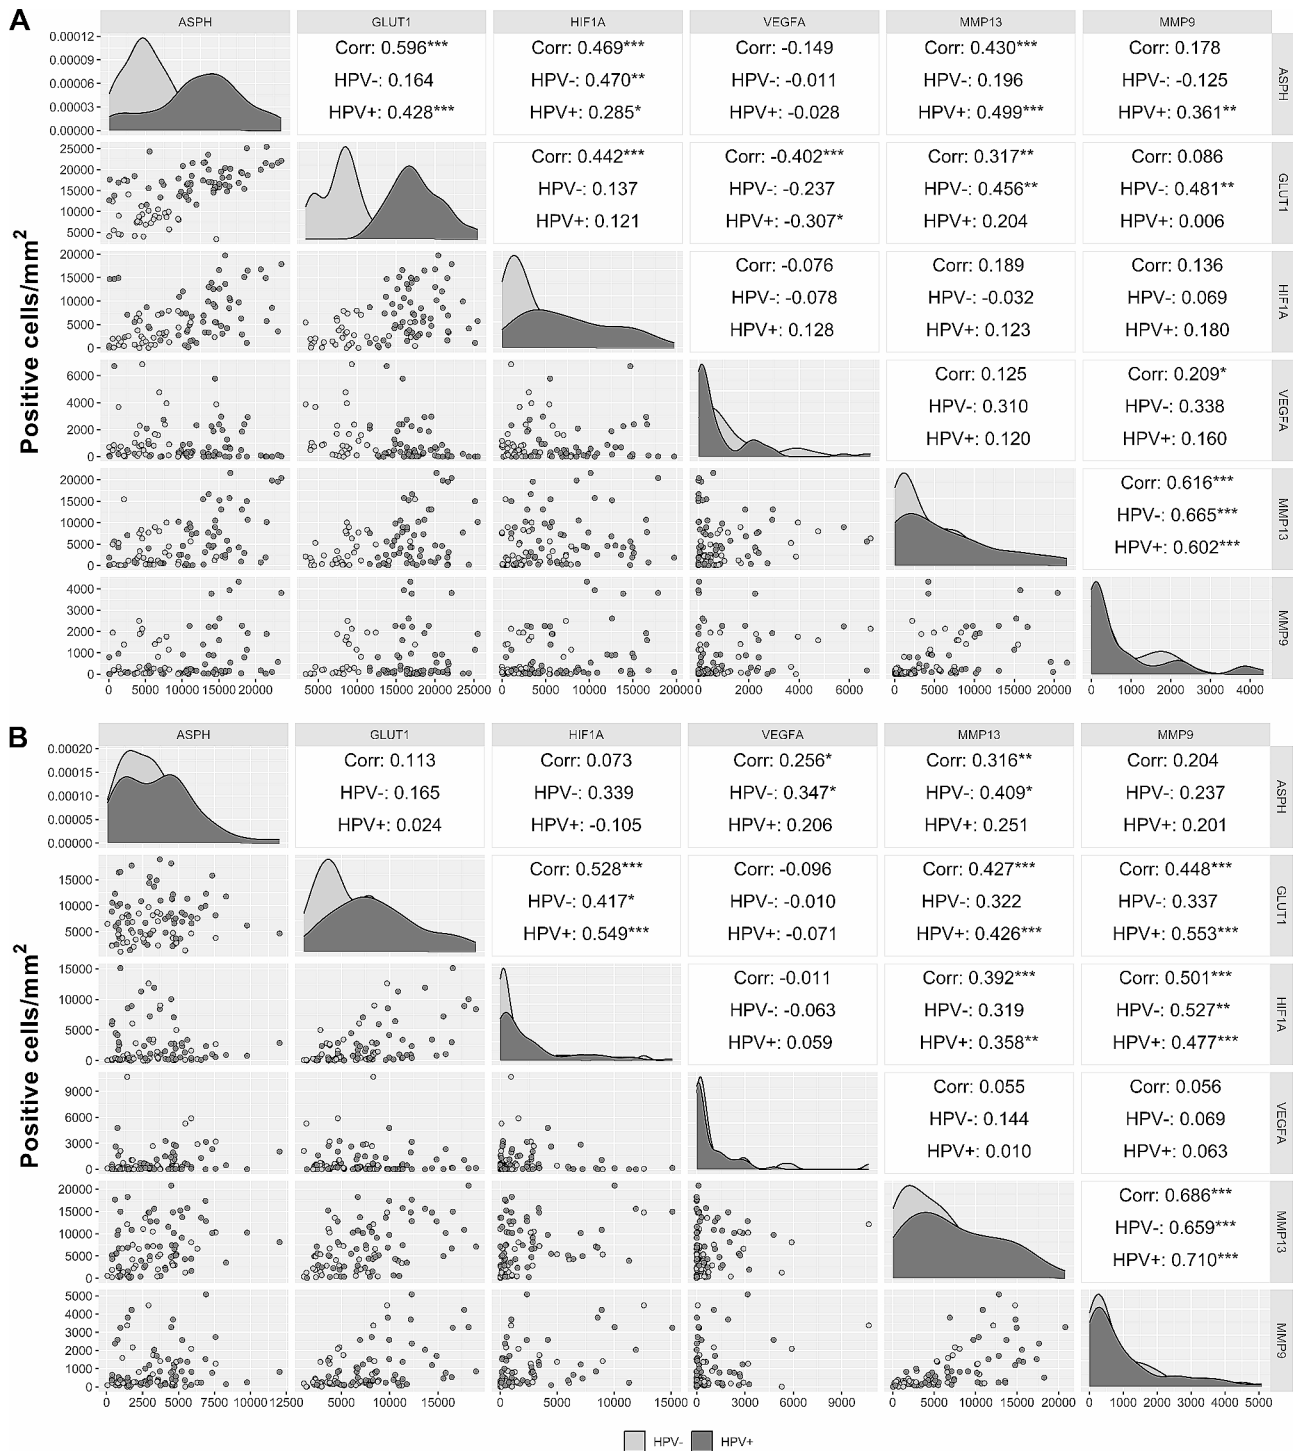 A
ASPH GLUT1 HIF1A VEGFA MMP13 MMP9
0.00012
0.00009
0.00006
0.00003
0.00000
Corr: 0.596*** Corr: 0.469*** Corr: -0.149 Corr: 0.430*** Corr: 0.178
HPV-: 0.164 HPV-: 0.470** HPV-: -0.011 HPV-: 0.196 HPV-: -0.125
HPV+: 0.428*** HPV+: 0.285* HPV+: -0.028 HPV+: 0.499*** HPV+: 0.361**
ASPH
25000
20000
15000
10000
5000
Corr: 0.442*** Corr: -0.402*** Corr: 0.317** Corr: 0.086
HPV-: 0.137 HPV-: -0.237 HPV-: 0.456** HPV-: 0.481**
HPV+: 0.121 HPV+: -0.307* HPV+: 0.204 HPV+: 0.006
GLUT1
Positive cells/mm2
20000
15000
10000
5000
0
Corr: -0.076 Corr: 0.189 Corr: 0.136
HPV-: -0.078 HPV-: -0.032 HPV-: 0.069
HPV+: 0.128 HPV+: 0.123 HPV+: 0.180
HIF1A
6000
4000
2000
0
Corr: 0.125 Corr: 0.209*
HPV-: 0.310 HPV-: 0.338
HPV+: 0.120 HPV+: 0.160
VEGFA
20000
15000
10000
5000
0
Corr: 0.616***
HPV-: 0.665***
HPV+: 0.602***
MMP13
4000
3000
2000
1000
0
MMP9
0 5000 10000 15000 20000 5000 10000 15000 20000 25000 0 5000 10000 15000 20000 0 2000 4000 6000 0 5000 10000 15000 20000 0 1000 2000 3000 4000
B
ASPH GLUT1 HIF1A VEGFA MMP13 MMP9
0.00020
0.00015
0.00010
0.00005
0.00000
Corr: 0.113 Corr: 0.073 Corr: 0.256* Corr: 0.316** Corr: 0.204
HPV-: 0.165 HPV-: 0.339 HPV-: 0.347* HPV-: 0.409* HPV-: 0.237
HPV+: 0.024 HPV+: -0.105 HPV+: 0.206 HPV+: 0.251 HPV+: 0.201
ASPH
15000
10000
5000
Corr: 0.528*** Corr: -0.096 Corr: 0.427*** Corr: 0.448***
HPV-: 0.417* HPV-: -0.010 HPV-: 0.322 HPV-: 0.337
HPV+: 0.549*** HPV+: -0.071 HPV+: 0.426*** HPV+: 0.553***
GLUT1
Positive cells/mm2
15000
10000
5000
0
Corr: -0.011 Corr: 0.392*** Corr: 0.501***
HPV-: -0.063 HPV-: 0.319 HPV-: 0.527**
HPV+: 0.059 HPV+: 0.358** HPV+: 0.477***
HIF1A
9000
6000
3000
0
Corr: 0.055 Corr: 0.056
HPV-: 0.144 HPV-: 0.069
HPV+: 0.010 HPV+: 0.063
VEGFA
20000
15000
10000
5000
0
Corr: 0.686***
HPV-: 0.659***
HPV+: 0.710***
MMP13
5000
4000
3000
2000
1000
0
MMP9
0 2500 5000 7500 10000 12500 5000 10000 15000 0 5000 10000 15000 0 3000 6000 9000 0 5000 10000 15000 20000 0 1000 2000 3000 4000 5000
HPV- HPV+